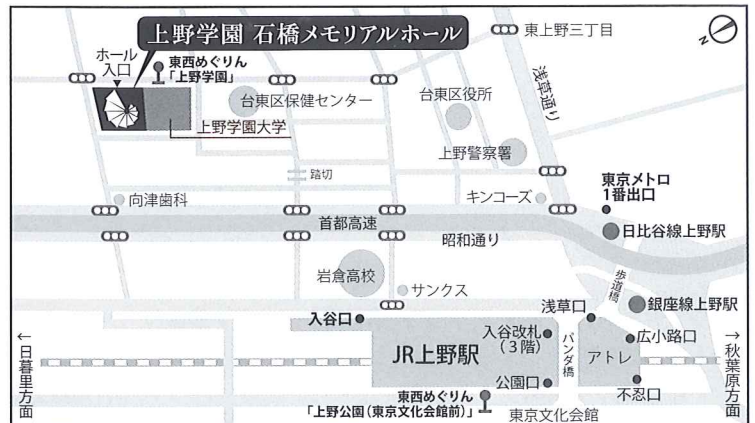 上野学園 石橋メモリアルホール
東上野三丁目
N
ホール
入口
東西めぐりん
「上野学園」
台東区保健センター
上野学園大学
台東区役所
浅草通り
上野警察署
踏切
向津歯科
キンコーズ
東京メトロ
1番出口
首都高速
昭和通り
日比谷線上野駅
岩倉高校
サンクス
歩道橋
銀座線上野駅
入谷口
浅草口
入谷改札
(3階)
パンダ橋
アトレ
広小路口
JR上野駅
公園口
不忍口
←日暮里方面
→秋葉原方面
東西めぐりん
「上野公園(東京文化会館前)」
東京文化会館